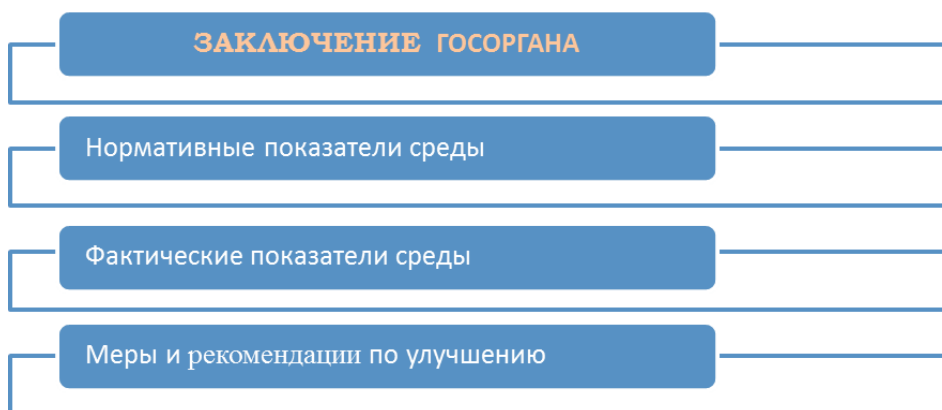 ЗАКЛЮЧЕНИЕ ГОСОРГАНА
Нормативные показатели среды
Фактические показатели среды
Меры и рекомендации по улучшению